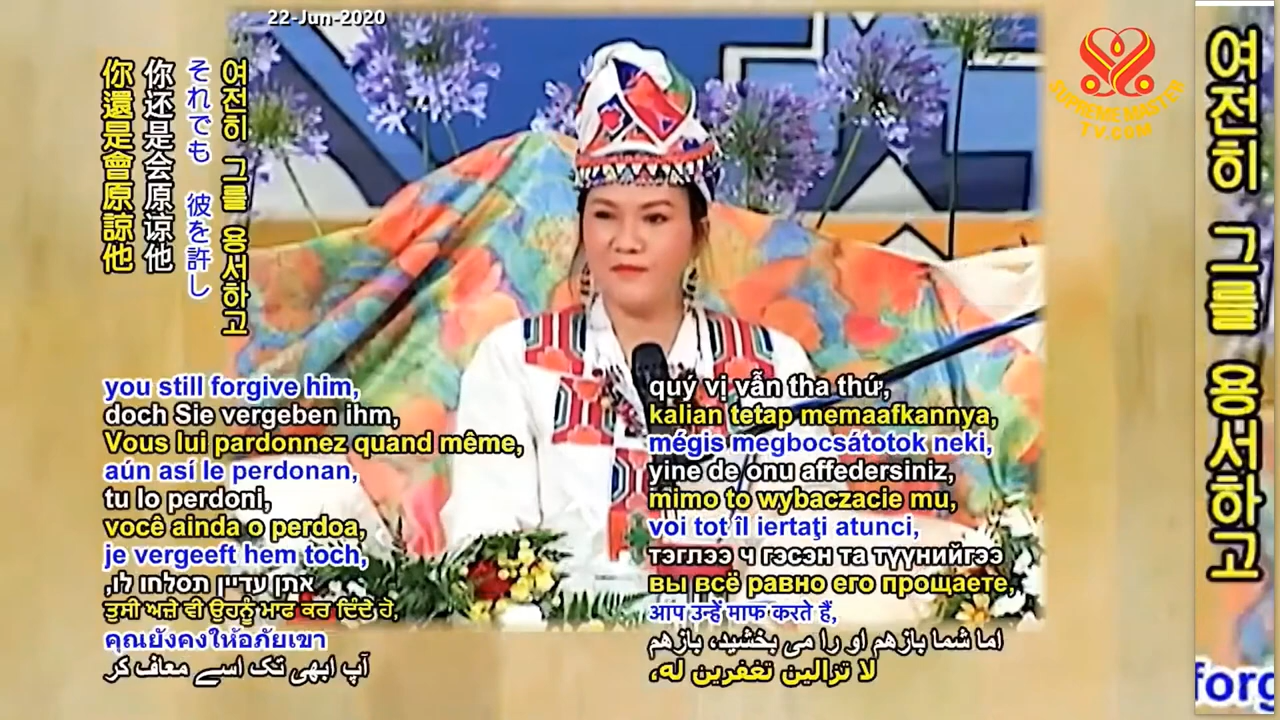 22-Jun-2020
SUPREME MASTER
TV.COM
여전히 그를 용서하고
それでも 彼を許し
你还是会原谅他
你還是會原諒他
you still forgive him,
doch Sie vergeben ihm,
Vous lui pardonnez quand même,
aún así le perdonan,
tu lo perdoni,
você ainda o perdoa,
je vergeeft hem toch,
אתן עדיין תסלחו לו,
ਤੁਸੀ ਅਜੇ ਵੀ ਉਹਨੂੰ ਮਾਫ ਕਰ ਦਿੰਦੇ ਹੋ,
คุณยังคงให้อภัยเขา
آپ ابھی تک اسے معاف کر
quý vị vẫn tha thứ,
kalian tetap memaafkannya,
mégis megbocsátotok neki,
yine de onu affedersiniz,
mimo to wybaczacie mu,
voi tot îl iertaţi atunci,
тэглээ ч гэсэн та түүнийгээ
вы всё равно его прощаете,
आप उन्हें माफ करते हैं,
اما شما بازهم او را می بخشید، بازهم
لا تزالين تغفرين له،
여전히 그를 용서하고
forg